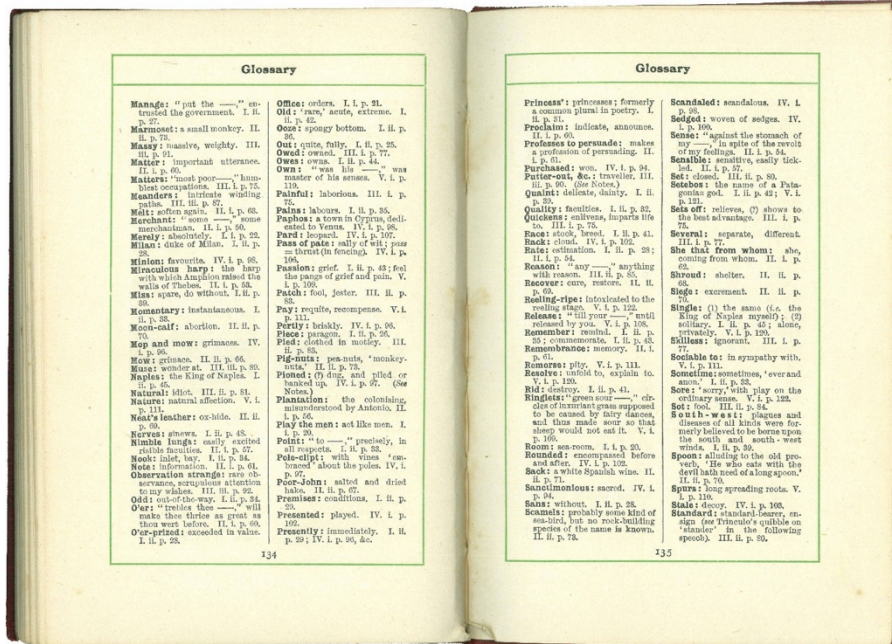 Glossary
Manage: "put the ——," en-
trusted the government. I. ii.
p. 27.
Marmoset: a small monkey. II.
ii. p. 73.
Massy: massive, weighty. III.
iii. p. 91.
Matter: important utterance.
II. i. p. 60.
Matters: "most poor——," hum-
blest occupations. III. i. p. 75.
Meanders: intricate winding
paths. III. iii. p. 87.
Melt: soften again. II. i. p. 63.
Merchant: "some ——," some
merchantman. II. i. p. 50.
Merely: absolutely. I. i. p. 22.
Milan: duke of Milan. I. ii. p.
28.
Minion: favourite. IV. i. p. 98.
Miraculous harp: the harp
with which Amphion raised the
walls of Thebes. II. i. p. 53.
Miss: spare, do without. I. ii. p.
39.
Momentary: instantaneous. I.
ii. p. 33.
Moon-calf: abortion. II. ii. p.
70.
Mop and mow: grimaces. IV.
i. p. 96.
Mow: grimace. II. ii. p. 66.
Muse: wonder at. III. iii. p. 89.
Naples: the King of Naples. I.
ii. p. 45.
Natural: idiot. III. ii. p. 81.
Nature: natural affection. V. i.
p. 111.
Neat's leather: ox-hide. II. ii.
p. 69.
Nerves: sinews. I. ii. p. 48.
Nimble lungs: easily excited
risible faculties. II. i. p. 57.
Nook: inlet, bay. I. ii. p. 34.
Note: information. II. i. p. 61.
Observation strange: rare ob-
servance, scrupulous attention
to my wishes. III. iii. p. 92.
Odd: out-of-the-way. I. ii. p. 34.
O'er: "trebles thee ——," will
make thee thrice as great as
thou wert before. II. i. p. 60.
O'er-prized: exceeded in value.
I. ii. p. 28.
Office: orders. I. i. p. 21.
Old: 'rare,' acute, extreme. I.
ii. p. 42.
Ooze: spongy bottom. I. ii. p.
36.
Out: quite, fully. I. ii. p. 25.
Owed: owned. III. i. p. 77.
Owes: owns. I. ii. p. 44.
Own: "was his ——," was
master of his senses. V. i. p.
119.
Painful: laborious. III. i. p.
75.
Pains: labours. I. ii. p. 35.
Paphos: a town in Cyprus, dedi-
cated to Venus. IV. i. p. 98.
Pard: leopard. IV. i. p. 107.
Pass of pate: sally of wit; pass
= thrust (in fencing). IV. i. p.
106.
Passion: grief. I. ii. p. 43; feel
the pangs of grief and pain. V.
i. p. 109.
Patch: fool, jester. III. ii. p.
83.
Pay: requite, recompense. V. i.
p. 111.
Pertly: briskly. IV. i. p. 96.
Piece: paragon. I. ii. p. 26.
Pied: clothed in motley. III.
ii. p. 83.
Pig-nuts: pea-nuts, 'monkey-
nuts.' II. ii. p. 73.
Pioned: (?) dug, and piled or
banked up. IV. i. p. 97. (See
Notes.)
Plantation: the colonising,
misunderstood by Antonio. II.
i. p. 56.
Play the men: act like men. I.
i. p. 20.
Point: "to ——," precisely, in
all respects. I. ii. p. 33.
Pole-clipt: with vines 'em-
braced' about the poles. IV. i.
p. 97.
Poor-John: salted and dried
hake. II. ii. p. 67.
Premises: conditions. I. ii. p.
29.
Presented: played. IV. i. p.
102.
Presently: immediately. I. ii.
p. 29; IV. i. p. 96, &c.
134
Glossary
Princess': princesses; formerly
a common plural in poetry. I.
ii. p. 31.
Proclaim: indicate, announce.
II. i. p. 60.
Professes to persuade: makes
a profession of persuading. II.
i. p. 61.
Purchased: won. IV. i. p. 94.
Putter-out, &c.: traveller. III.
iii. p. 90. (See Notes.)
Quaint: delicate, dainty. I. ii.
p. 39.
Quality: faculties. I. ii. p. 32.
Quickens: enlivens, imparts life
to. III. i. p. 75.
Race: stock, breed. I. ii. p. 41.
Rack: cloud. IV. i. p. 102.
Rate: estimation. I. ii. p. 28;
II. i. p. 54.
Reason: "any ——," anything
with reason. III. ii. p. 85.
Recover: cure, restore. II. ii.
p. 69.
Reeling-ripe: intoxicated to the
reeling stage. V. i. p. 122.
Release: "till your ——," until
released by you. V. i. p. 108.
Remember: remind. I. ii. p.
35; commemorate. I. ii. p. 43.
Remembrance: memory. II. i.
p. 61.
Remorse: pity. V. i. p. 111.
Resolve: unfold to, explain to.
V. i. p. 120.
Rid: destroy. I. ii. p. 41.
Ringlets: "green sour ——," cir-
cles of luxuriant grass supposed
to be caused by fairy dances,
and thus made sour so that
sheep would not eat it. V. i.
p. 109.
Room: sea-room. I. i. p. 20.
Rounded: encompassed before
and after. IV. i. p. 102.
Sack: a white Spanish wine. II.
ii. p. 71.
Sanctimonious: sacred. IV. i.
p. 94.
Sans: without. I. ii. p. 28.
Scamels: probably some kind of
sea-bird, but no rock-building
species of the name is known.
II. ii. p. 73.
Scandaled: scandalous. IV. i.
p. 98.
Sedged: woven of sedges. IV.
i. p. 100.
Sense: "against the stomach of
my ——," in spite of the revolt
of my feelings. II. i. p. 54.
Sensible: sensitive, easily tick-
led. II. i. p. 57.
Set: closed. III. ii. p. 80.
Setebos: the name of a Pata-
gonian god. I. ii. p. 42; V. i.
p. 121.
Sets off: relieves, (?) shows to
the best advantage. III. i. p.
75.
Several: separate, different.
III. i. p. 77.
She that from whom: she,
coming from whom. II. i. p.
62.
Shroud: shelter. II. ii. p.
68.
Siege: excrement. II. ii. p.
70.
Single: (1) the same (i.e. the
King of Naples myself); (2)
solitary. I. ii. p. 45; alone,
privately. V. i. p. 120.
Skilless: ignorant. III. i. p.
77.
Sociable to: in sympathy with.
V. i. p. 111.
Sometime: sometimes, 'ever and
anon.' I. ii. p. 33.
Sore: 'sorry,' with play on the
ordinary sense. V. i. p. 122.
Sot: fool. III. ii. p. 84.
South-west: plagues and
diseases of all kinds were for-
merly believed to be borne upon
the south and south-west
winds. I. ii. p. 39.
Spoon: alluding to the old pro-
verb, 'He who eats with the
devil hath need of a long spoon.'
II. ii. p. 70.
Spurs: long spreading roots. V.
i. p. 110.
Stale: decoy. IV. i. p. 103.
Standard: standard-bearer, en-
sign (see Trinculo's quibble on
'stander' in the following
speech). III. ii. p. 80.
135